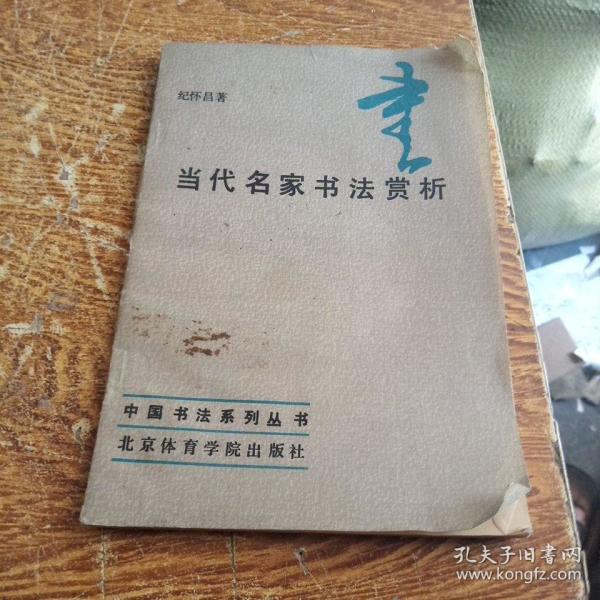 纪怀昌著
書
当代名家书法赏析
中国书法系列丛书
北京体育学院出版社
孔夫子旧书网
www.kongfz.com